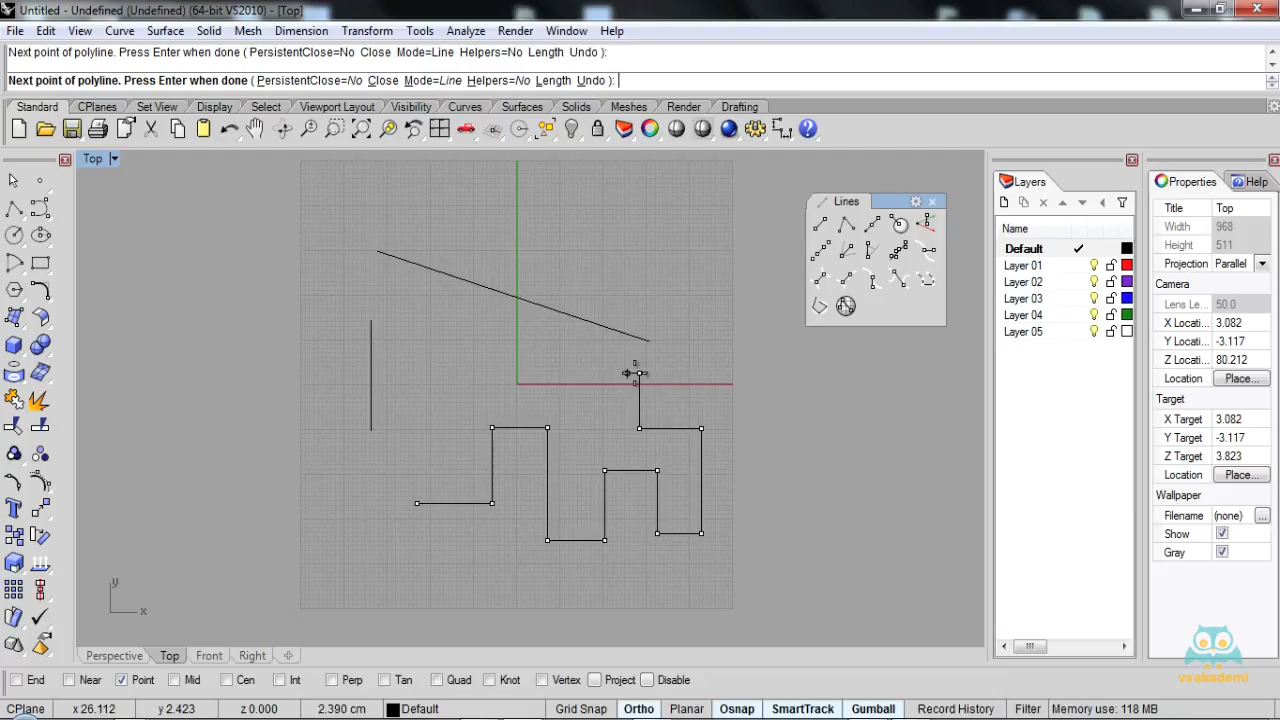 Untitled - Undefined (Undefined) (64-bit VS2010) - [Top]
File Edit View Curve Surface Solid Mesh Dimension Transform Tools Analyze Render Panels Help
Next point of polyline. Press Enter when done ( PersistentClose=No Close Mode=Line Helpers=No Length Undo ):
Next point of polyline. Press Enter when done ( PersistentClose=No Close Mode=Line Helpers=No Length Undo ):
Standard CPlanes Set View Display Select Viewport Layout Visibility Curves Surfaces Solids Meshes Render Drafting
Top
Lines
Layers
Name
Default
Layer 01
Layer 02
Layer 03
Layer 04
Layer 05
Properties Help
Title Top
Width 968
Height 511
Projection Parallel
Camera
Lens Le... 50.0
X Locati... 3.082
Y Locati... -3.117
Z Locati... 80.212
Location Place...
Target
X Target 3.082
Y Target -3.117
Z Target 3.823
Location Place...
Wallpaper
Filename (none) ...
Show
Gray
y
x
vsakademi
Perspective Top Front Right
End Near Point Mid Cen Int Perp Tan Quad Knot Vertex Project Disable
CPlane x 26.112 y 2.423 z 0.000 2.390 cm Default Grid Snap Ortho Planar Osnap SmartTrack Gumball Record History Memory use: 118 MB